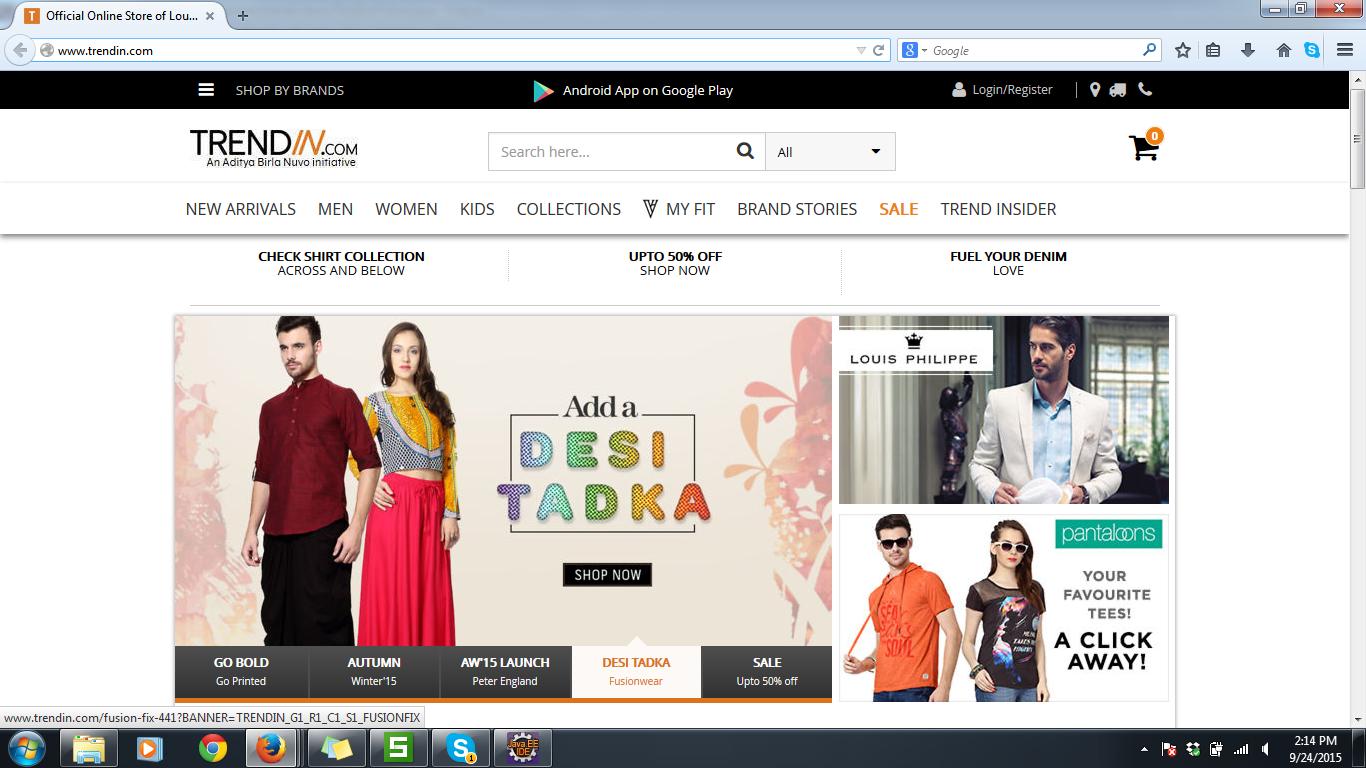 Official Online Store of Lou...
www.trendin.com
Google
SHOP BY BRANDS
Android App on Google Play
Login/Register
TRENDIN.COM
An Aditya Birla Nuvo initiative
Search here...
All
0
NEW ARRIVALS MEN WOMEN KIDS COLLECTIONS MY FIT BRAND STORIES SALE TREND INSIDER
CHECK SHIRT COLLECTION
ACROSS AND BELOW
UPTO 50% OFF
SHOP NOW
FUEL YOUR DENIM
LOVE
Add a
DESI
TADKA
SHOP NOW
LOUIS PHILIPPE
pantaloons
YOUR
FAVOURITE
TEES!
A CLICK
AWAY!
GO BOLD
Go Printed
AUTUMN
Winter'15
AW'15 LAUNCH
Peter England
DESI TADKA
Fusionwear
SALE
Upto 50% off
www.trendin.com/fusion-fix-441?BANNER=TRENDIN_G1_R1_C1_S1_FUSIONFIX
Java EE
IDE
2:14 PM
9/24/2015